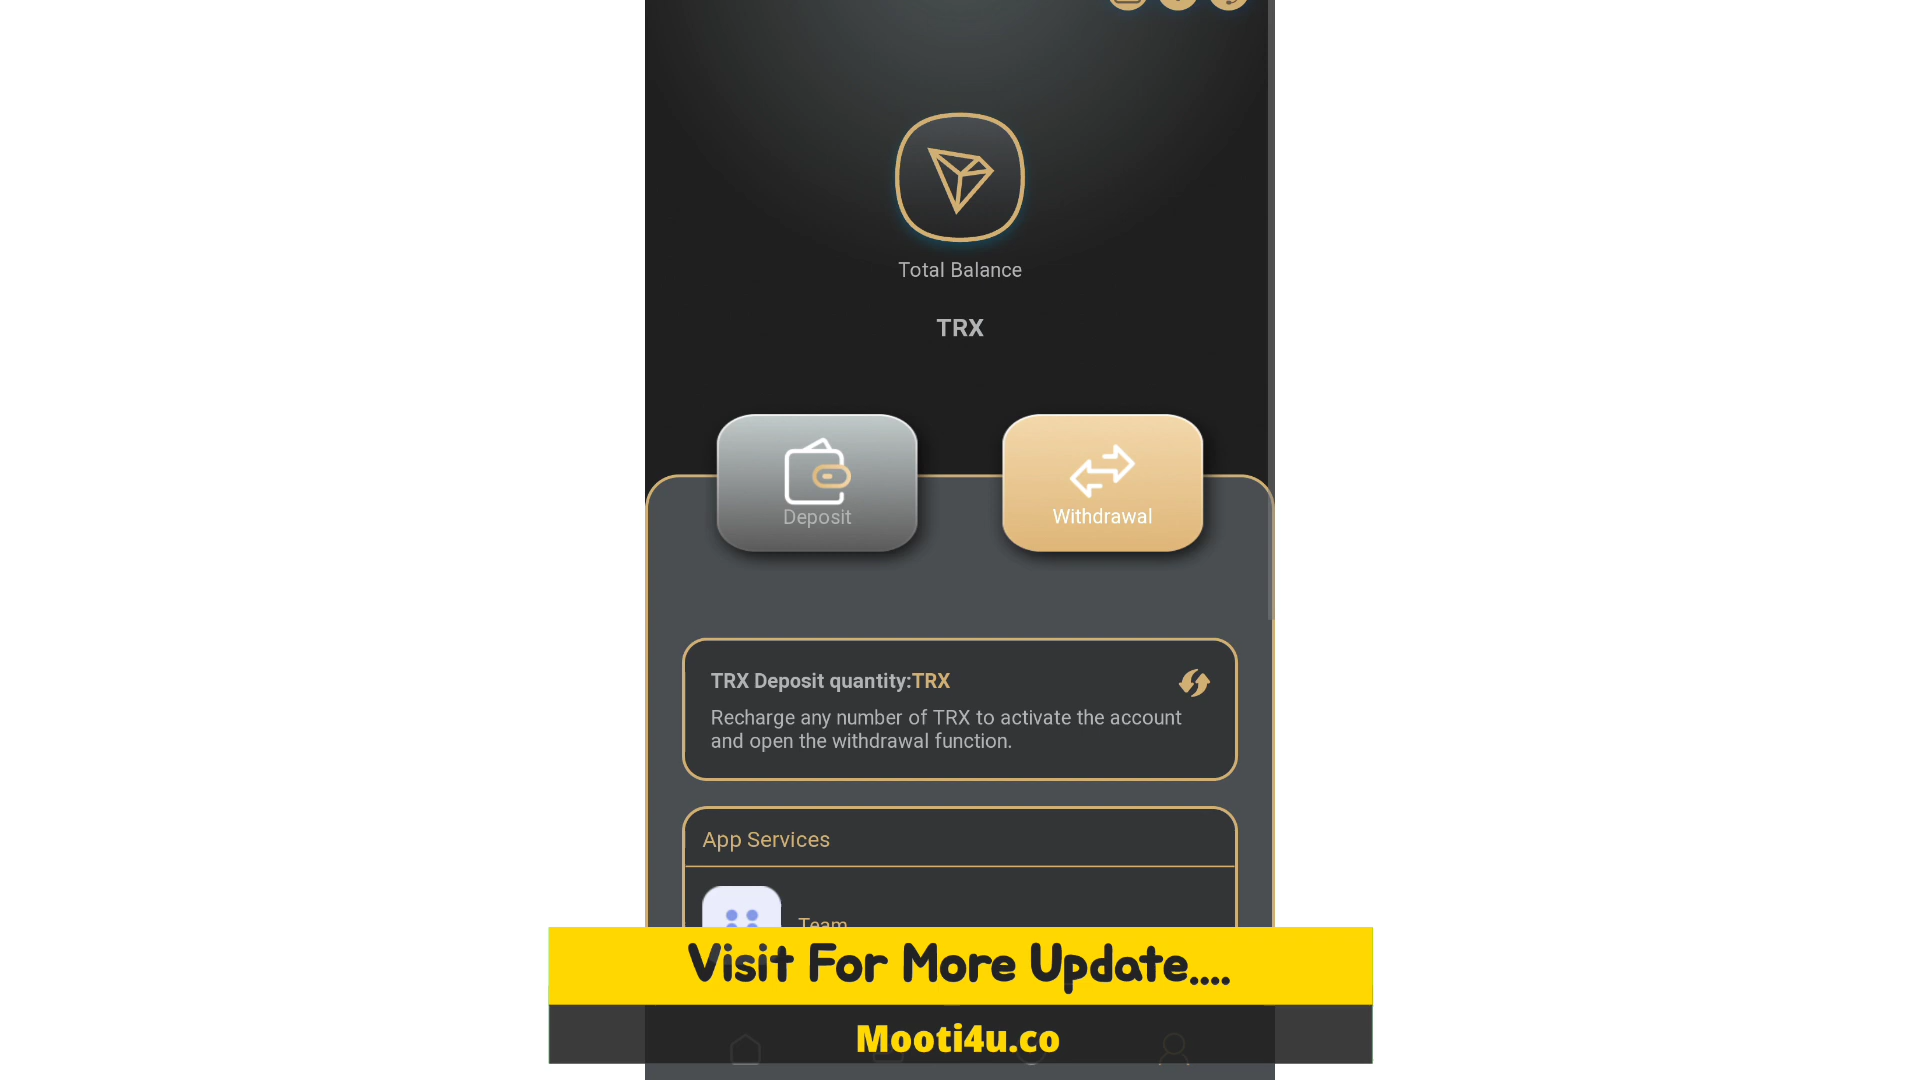 Total Balance
TRX
Deposit
Withdrawal
TRX Deposit quantity:TRX
Recharge any number of TRX to activate the account
and open the withdrawal function.
App Services
Team
Visit For More Update....
Mooti4u.co